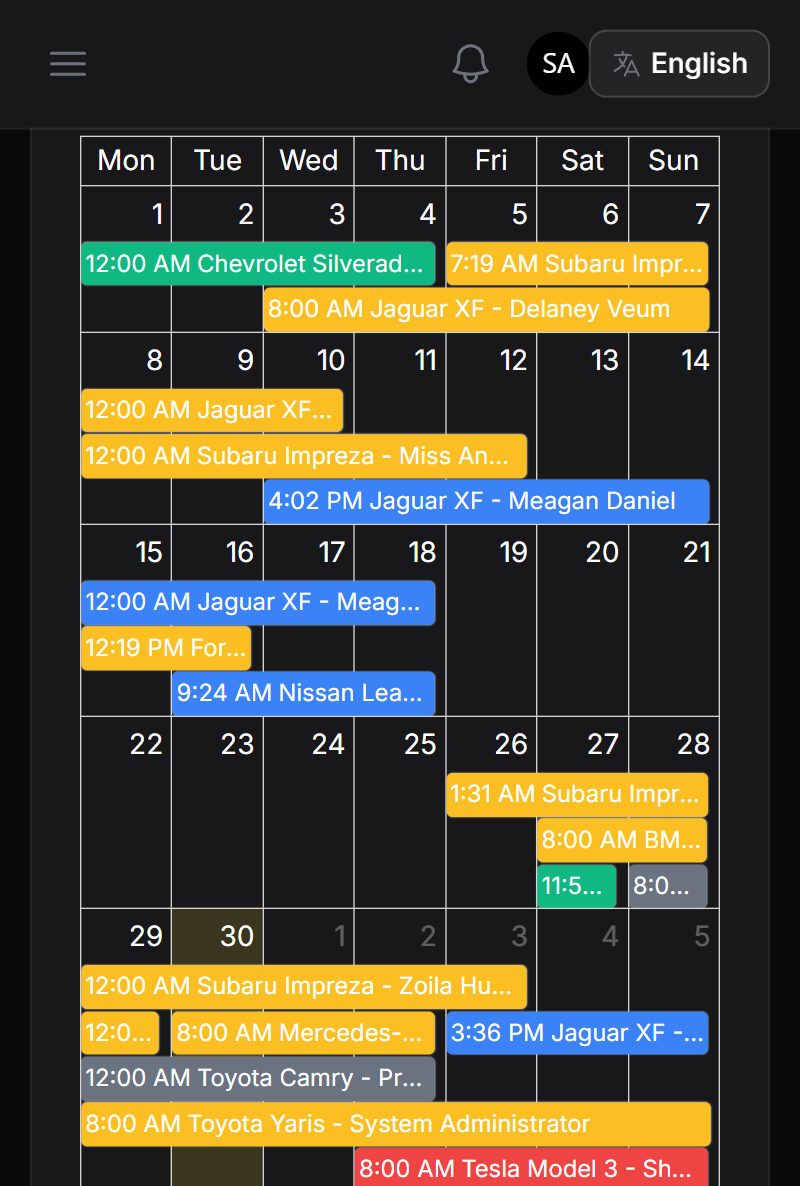 SA English
Mon Tue Wed Thu Fri Sat Sun
1 2 3 4 5 6 7
12:00 AM Chevrolet Silverad... 7:19 AM Subaru Impr...
8:00 AM Jaguar XF - Delaney Veum
8 9 10 11 12 13 14
12:00 AM Jaguar XF...
12:00 AM Subaru Impreza - Miss An...
4:02 PM Jaguar XF - Meagan Daniel
15 16 17 18 19 20 21
12:00 AM Jaguar XF - Meag...
12:19 PM For...
9:24 AM Nissan Lea...
22 23 24 25 26 27 28
1:31 AM Subaru Impr...
8:00 AM BM...
11:5... 8:0...
29 30 1 2 3 4 5
12:00 AM Subaru Impreza - Zoila Hu...
12:0... 8:00 AM Mercedes-... 3:36 PM Jaguar XF -...
12:00 AM Toyota Camry - Pr...
8:00 AM Toyota Yaris - System Administrator
8:00 AM Tesla Model 3 - Sh...